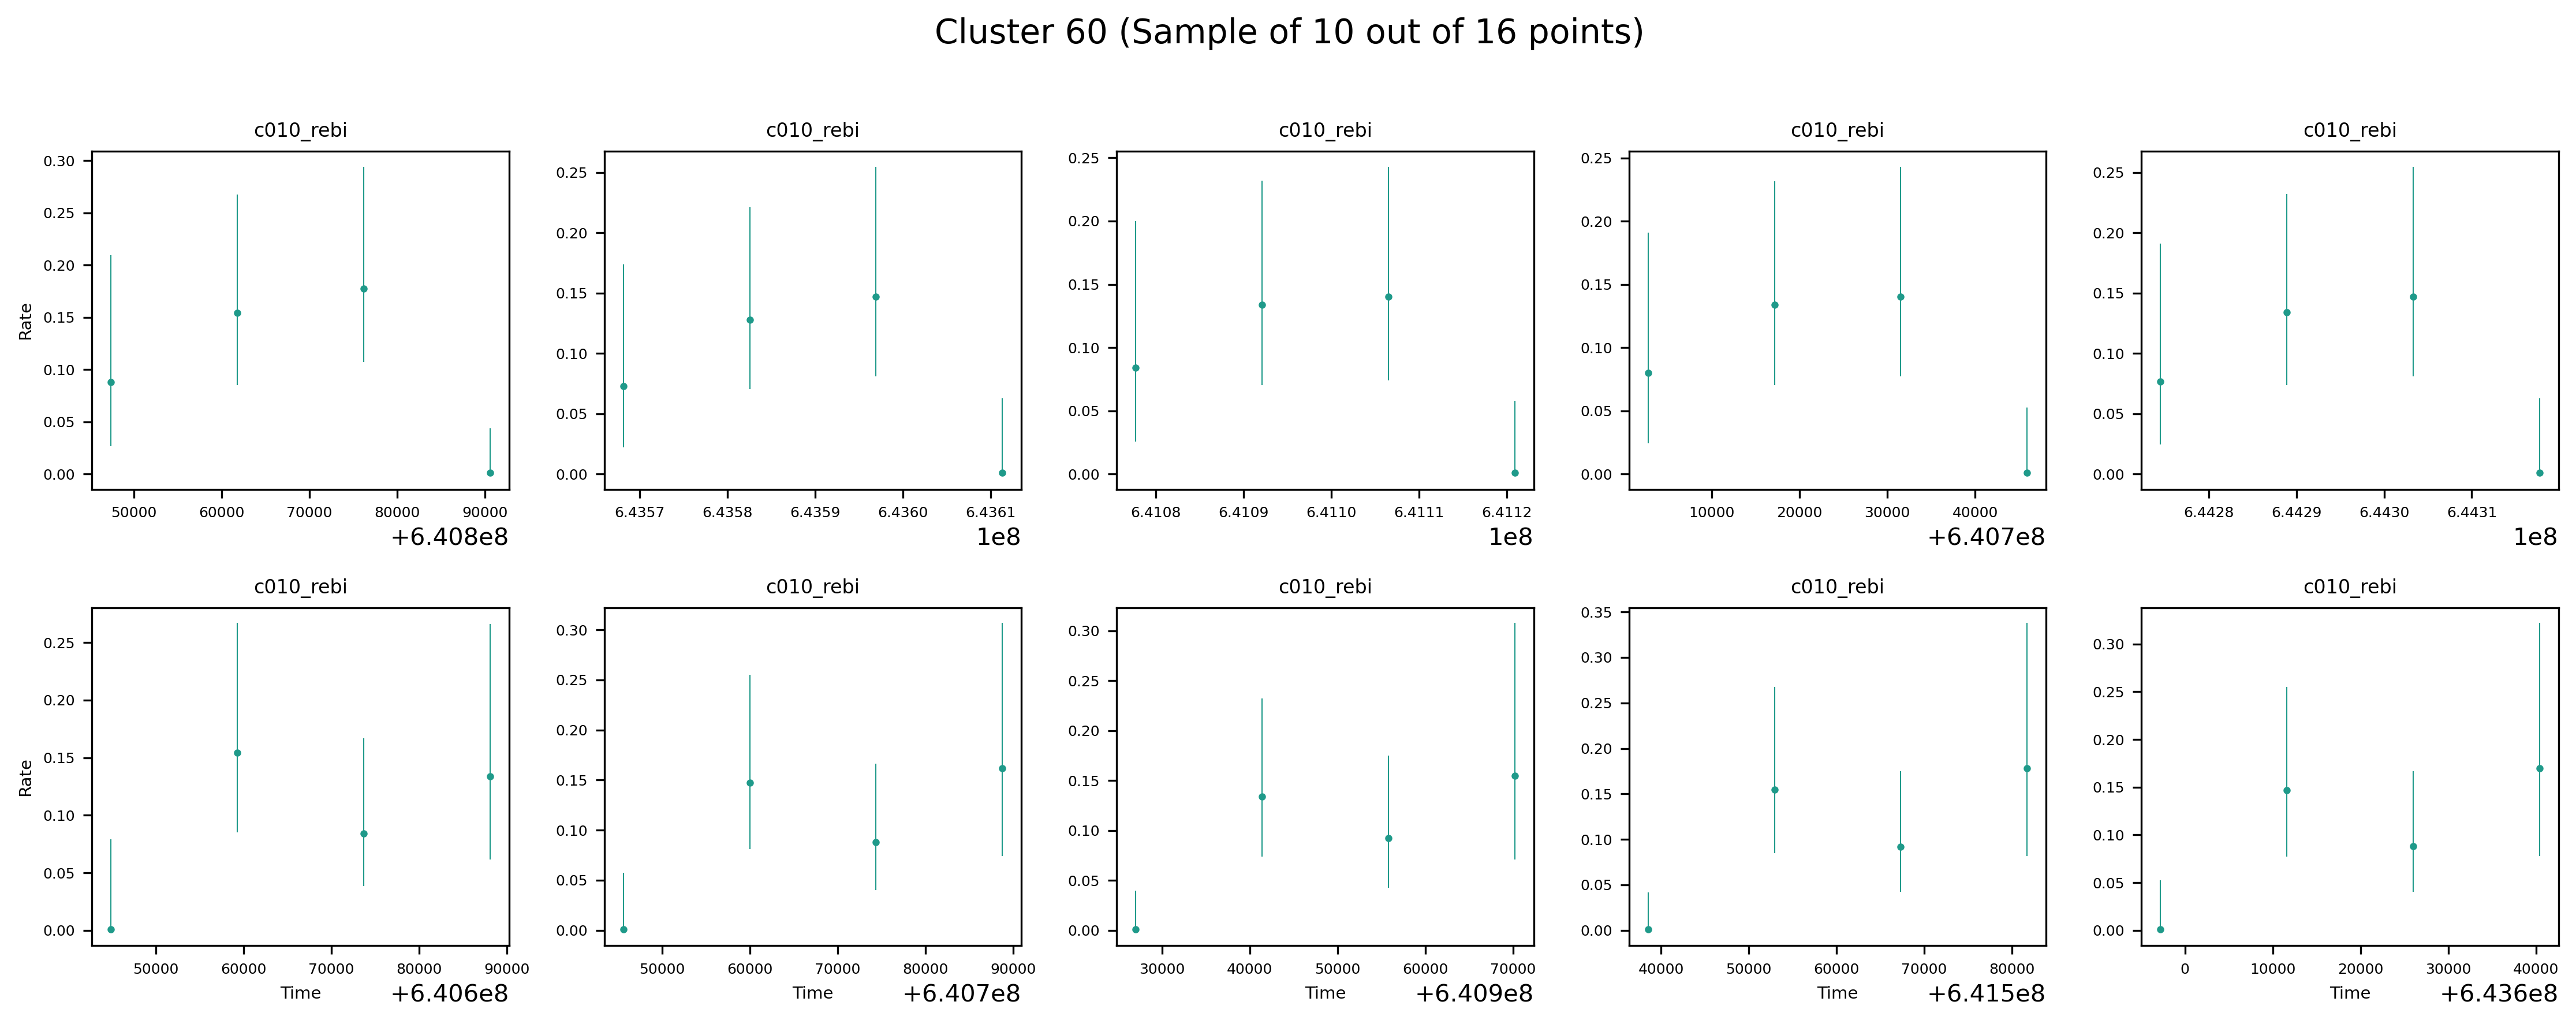 Cluster 60 (Sample of 10 out of 16 points)
c010_rebi c010_rebi c010_rebi c010_rebi c010_rebi
Rate
0.30
0.25
0.20
0.15
0.10
0.05
0.00
50000 60000 70000 80000 90000
+6.408e8
0.25
0.20
0.15
0.10
0.05
0.00
6.4357 6.4358 6.4359 6.4360 6.4361
1e8
0.25
0.20
0.15
0.10
0.05
0.00
6.4108 6.4109 6.4110 6.4111 6.4112
1e8
0.25
0.20
0.15
0.10
0.05
0.00
10000 20000 30000 40000
+6.407e8
0.25
0.20
0.15
0.10
0.05
0.00
6.4428 6.4429 6.4430 6.4431
1e8
c010_rebi c010_rebi c010_rebi c010_rebi c010_rebi
Rate
0.25
0.20
0.15
0.10
0.05
0.00
50000 60000 70000 80000 90000
Time +6.406e8
0.30
0.25
0.20
0.15
0.10
0.05
0.00
50000 60000 70000 80000 90000
Time +6.407e8
0.30
0.25
0.20
0.15
0.10
0.05
0.00
30000 40000 50000 60000 70000
Time +6.409e8
0.35
0.30
0.25
0.20
0.15
0.10
0.05
0.00
40000 50000 60000 70000 80000
Time +6.415e8
0.30
0.25
0.20
0.15
0.10
0.05
0.00
0 10000 20000 30000 40000
Time +6.436e8